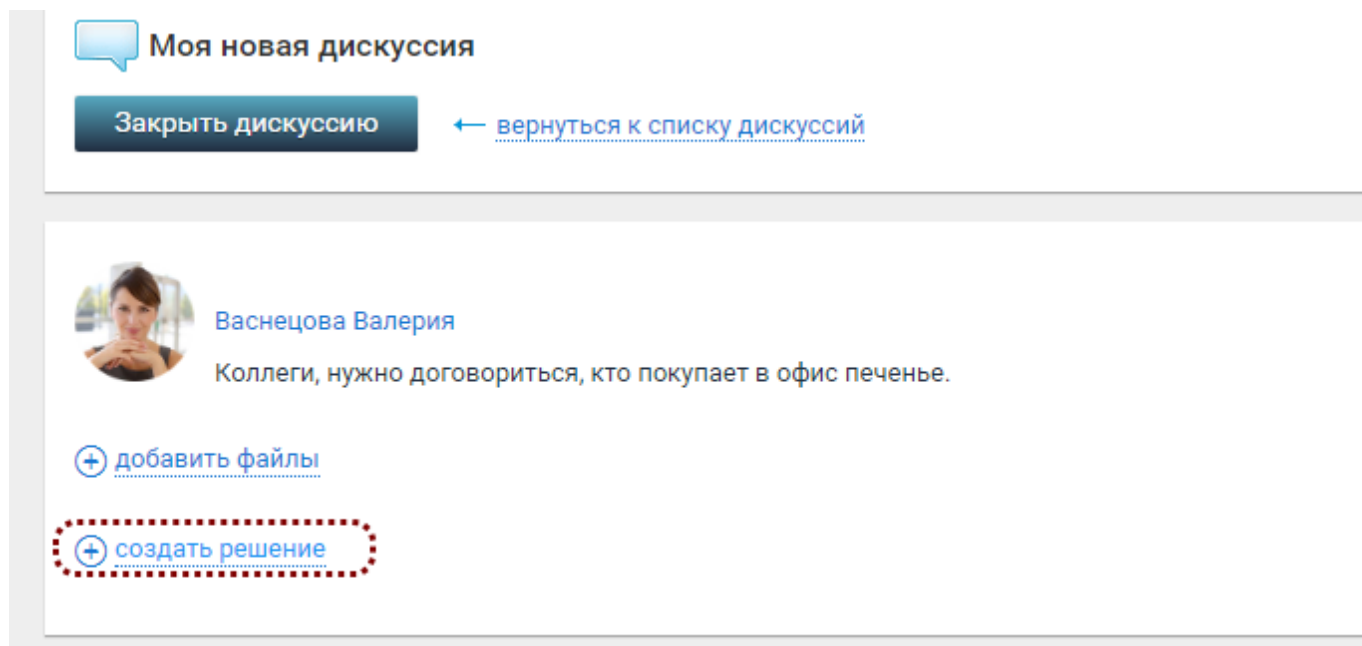 Моя новая дискуссия
Закрыть дискуссию ← вернуться к списку дискуссий
Васнецова Валерия
Коллеги, нужно договориться, кто покупает в офис печенье.
добавить файлы
создать решение